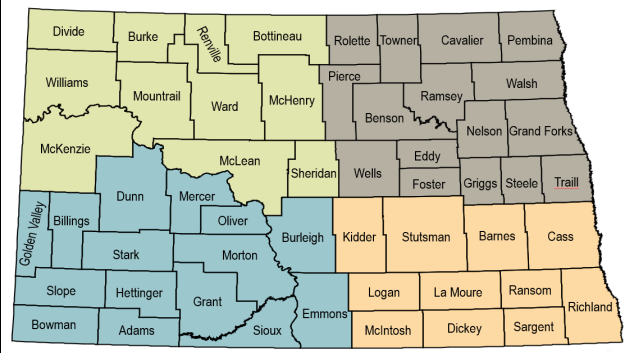 Divide
Burke
Renville
Bottineau
Rolette
Towner
Cavalier
Pembina
Williams
Mountrail
Ward
McHenry
Pierce
Benson
Ramsey
Walsh
McKenzie
McLean
Sheridan
Wells
Eddy
Foster
Nelson
Grand Forks
Griggs
Steele
Traill
Golden Valley
Billings
Dunn
Mercer
Oliver
Burleigh
Kidder
Stutsman
Barnes
Cass
Stark
Morton
Slope
Hettinger
Grant
Emmons
Logan
La Moure
Ransom
Richland
Bowman
Adams
Sioux
McIntosh
Dickey
Sargent